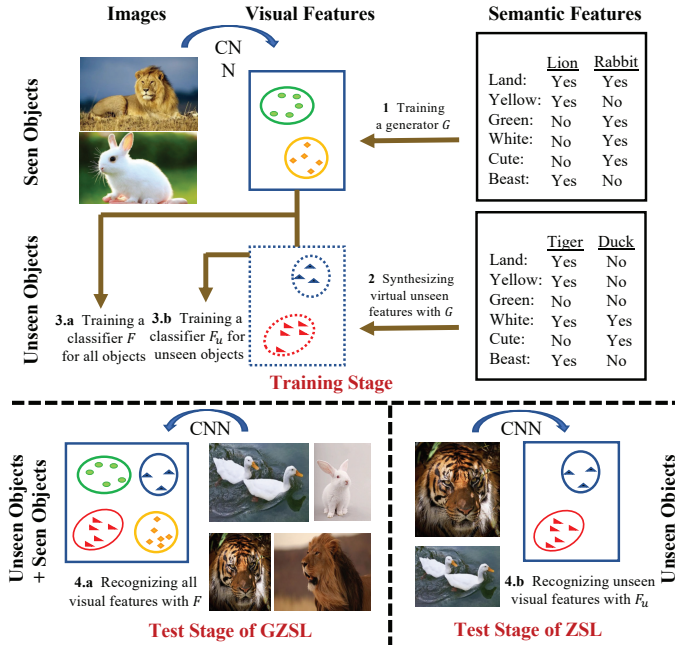 Images
Visual Features
Semantic Features
CN
N
Seen Objects
Lion Rabbit
Land: Yes Yes
Yellow: Yes No
Green: No Yes
White: No Yes
Cute: No Yes
Beast: Yes No
1 Training
a generator G
Unseen Objects
Tiger Duck
Land: Yes No
Yellow: Yes No
Green: No No
White: Yes Yes
Cute: No Yes
Beast: Yes No
2 Synthesizing
virtual unseen
features with G
3.a Training a
classifier F
for all objects
3.b Training a
classifier Fu for
unseen objects
Training Stage
CNN
Unseen Objects
+ Seen Objects
4.a Recognizing all
visual features with F
Test Stage of GZSL
CNN
Unseen Objects
4.b Recognizing unseen
visual features with Fu
Test Stage of ZSL